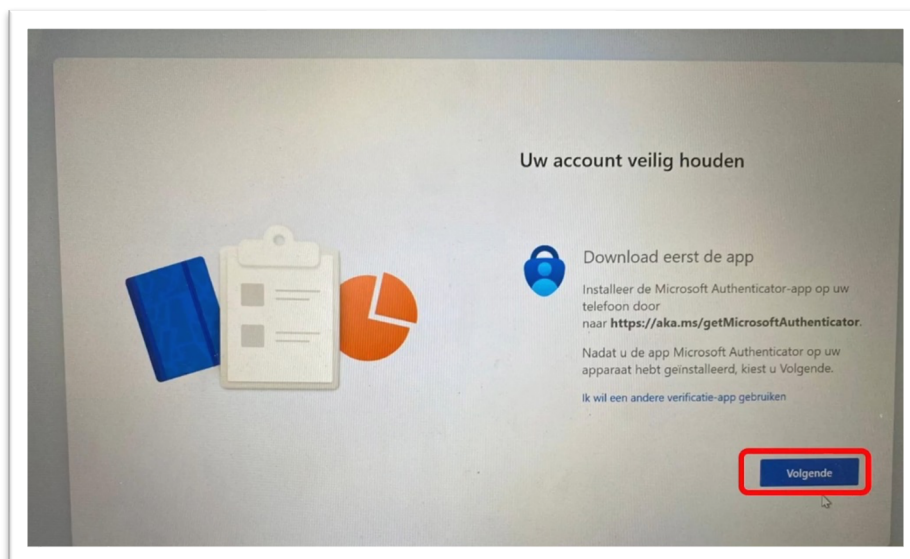 Uw account veilig houden
Download eerst de app
Installeer de Microsoft Authenticator-app op uw
telefoon door
naar https://aka.ms/getMicrosoftAuthenticator.
Nadat u de app Microsoft Authenticator op uw
apparaat hebt geïnstalleerd, kiest u Volgende.
Ik wil een andere verificatie-app gebruiken
Volgende